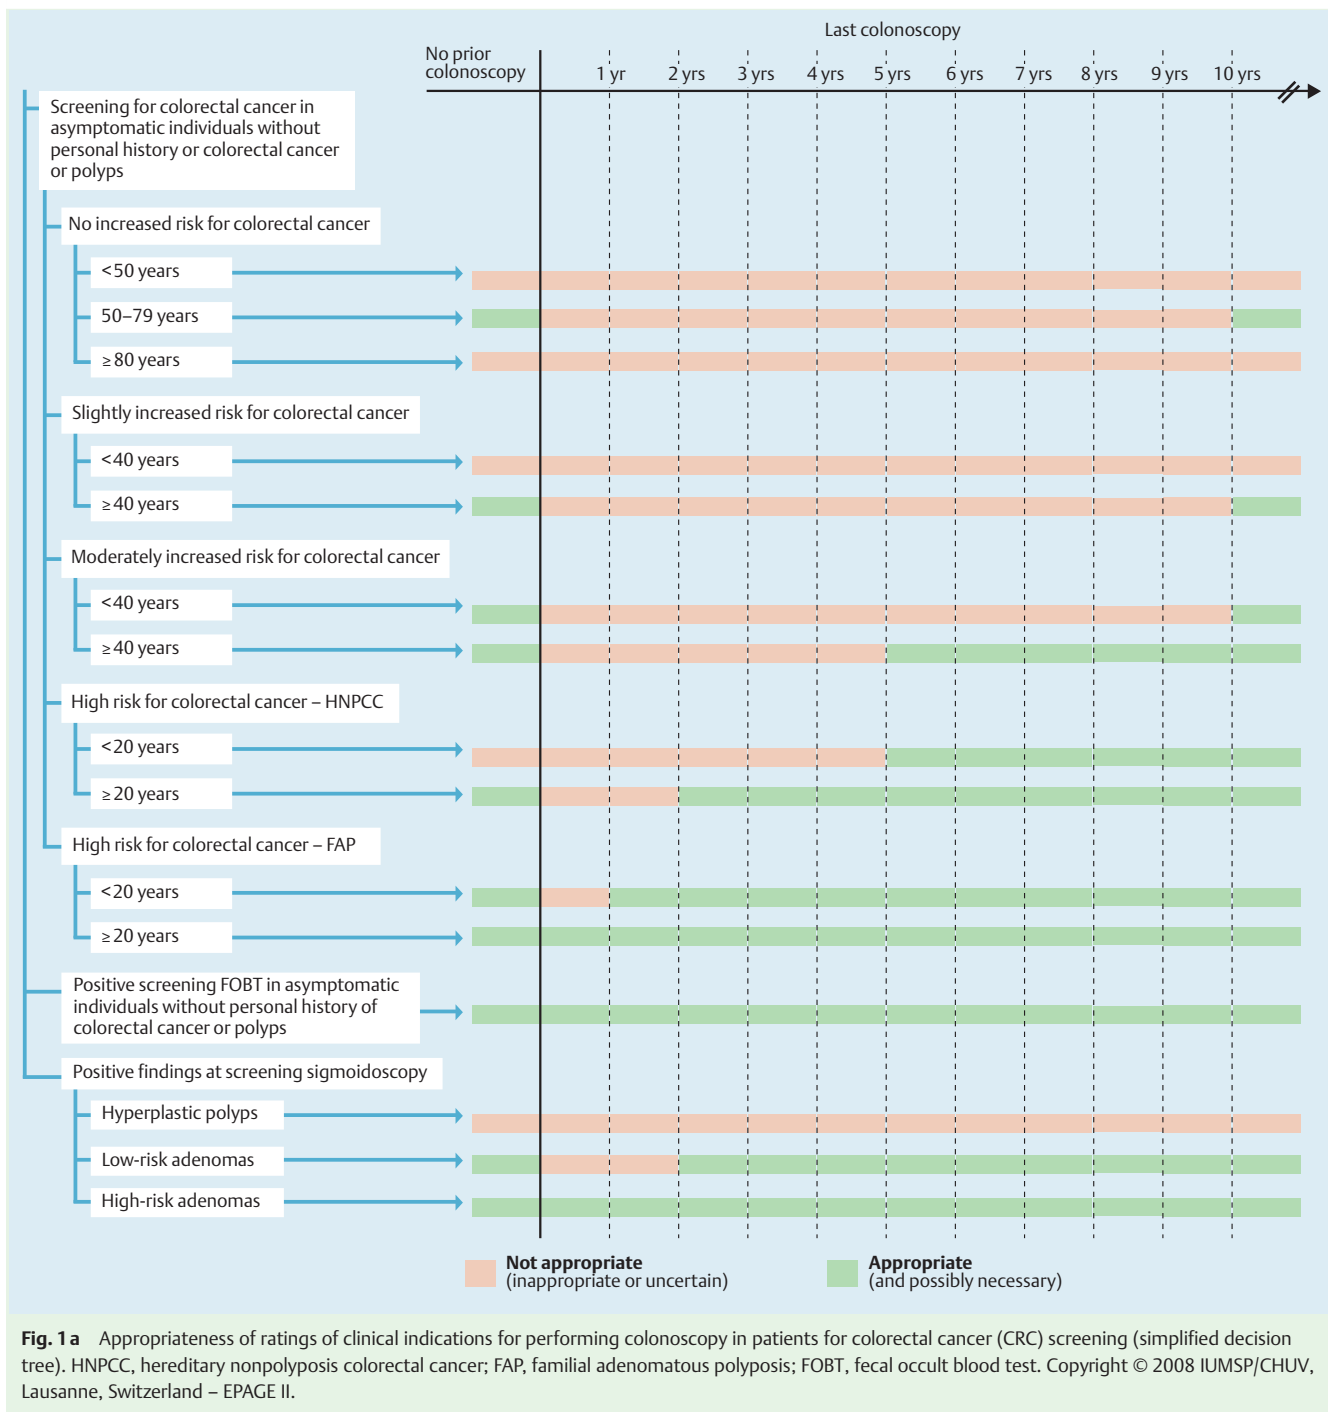 Last colonoscopy
No prior
colonoscopy
1 yr 2 yrs 3 yrs 4 yrs 5 yrs 6 yrs 7 yrs 8 yrs 9 yrs 10 yrs
Screening for colorectal cancer in
asymptomatic individuals without
personal history or colorectal cancer
or polyps
No increased risk for colorectal cancer
<50 years
50–79 years
≥80 years
Slightly increased risk for colorectal cancer
<40 years
≥40 years
Moderately increased risk for colorectal cancer
<40 years
≥40 years
High risk for colorectal cancer – HNPCC
<20 years
≥20 years
High risk for colorectal cancer – FAP
<20 years
≥20 years
Positive screening FOBT in asymptomatic
individuals without personal history of
colorectal cancer or polyps
Positive findings at screening sigmoidoscopy
Hyperplastic polyps
Low-risk adenomas
High-risk adenomas
Not appropriate
(inappropriate or uncertain)
Appropriate
(and possibly necessary)
Fig. 1 a Appropriateness of ratings of clinical indications for performing colonoscopy in patients for colorectal cancer (CRC) screening (simplified decision
tree). HNPCC, hereditary nonpolyposis colorectal cancer; FAP, familial adenomatous polyposis; FOBT, fecal occult blood test. Copyright © 2008 IUMSP/CHUV,
Lausanne, Switzerland – EPAGE II.